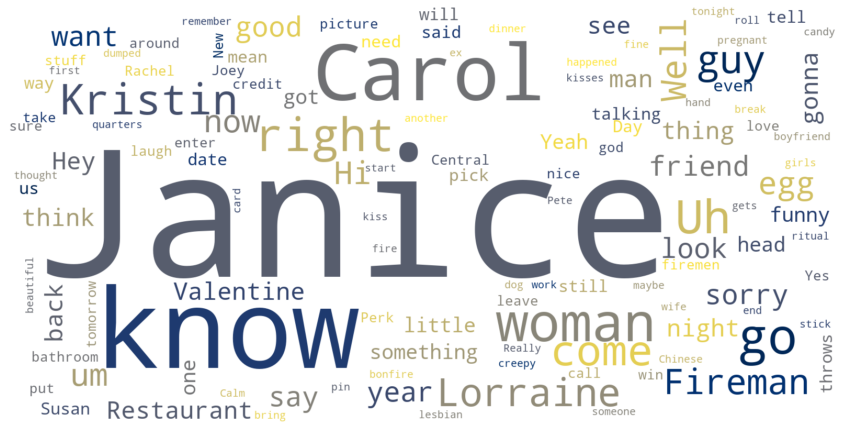 remember
picture
will
tonight
roll
tell
dinner
candy
want
around
good
said
see
New
need
ex
Well
guy
stuff
dumped
mean
Carol
happened
fine
pregnant
first
Rachel
Joey
way
credit
kisses
man
even
gonna
Kristin
got
hand
take
quarters
now
another
talking
break
sure
right
Day
thing
love
boyfriend
enter
Yeah
god
Hey
laugh
date
Hi
start
Central
friend
thought
pick
nice
girls
us
Janice
card
Pete
egg
think
kiss
Uh
gets
funny
fire
look
head
ritual
firemen
beautiful
back
tomorrow
Valentine
dog
work
still
maybe
Yes
know
leave
sorry
Perk
little
woman
wife
end
night
go
stick
bathroom
something
Really
come
Chinese
throws
creepy
um
one
bonfire
call
win
Fireman
put
Calm
say
pin
year
Lorraine
Susan
Restaurant
bring
lesbian
someone